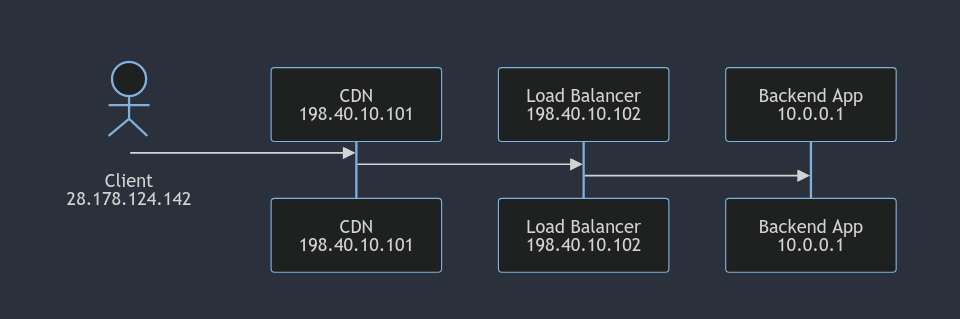 CDN
198.40.10.101
Load Balancer
198.40.10.102
Backend App
10.0.0.1
Client
28.178.124.142
CDN
198.40.10.101
Load Balancer
198.40.10.102
Backend App
10.0.0.1